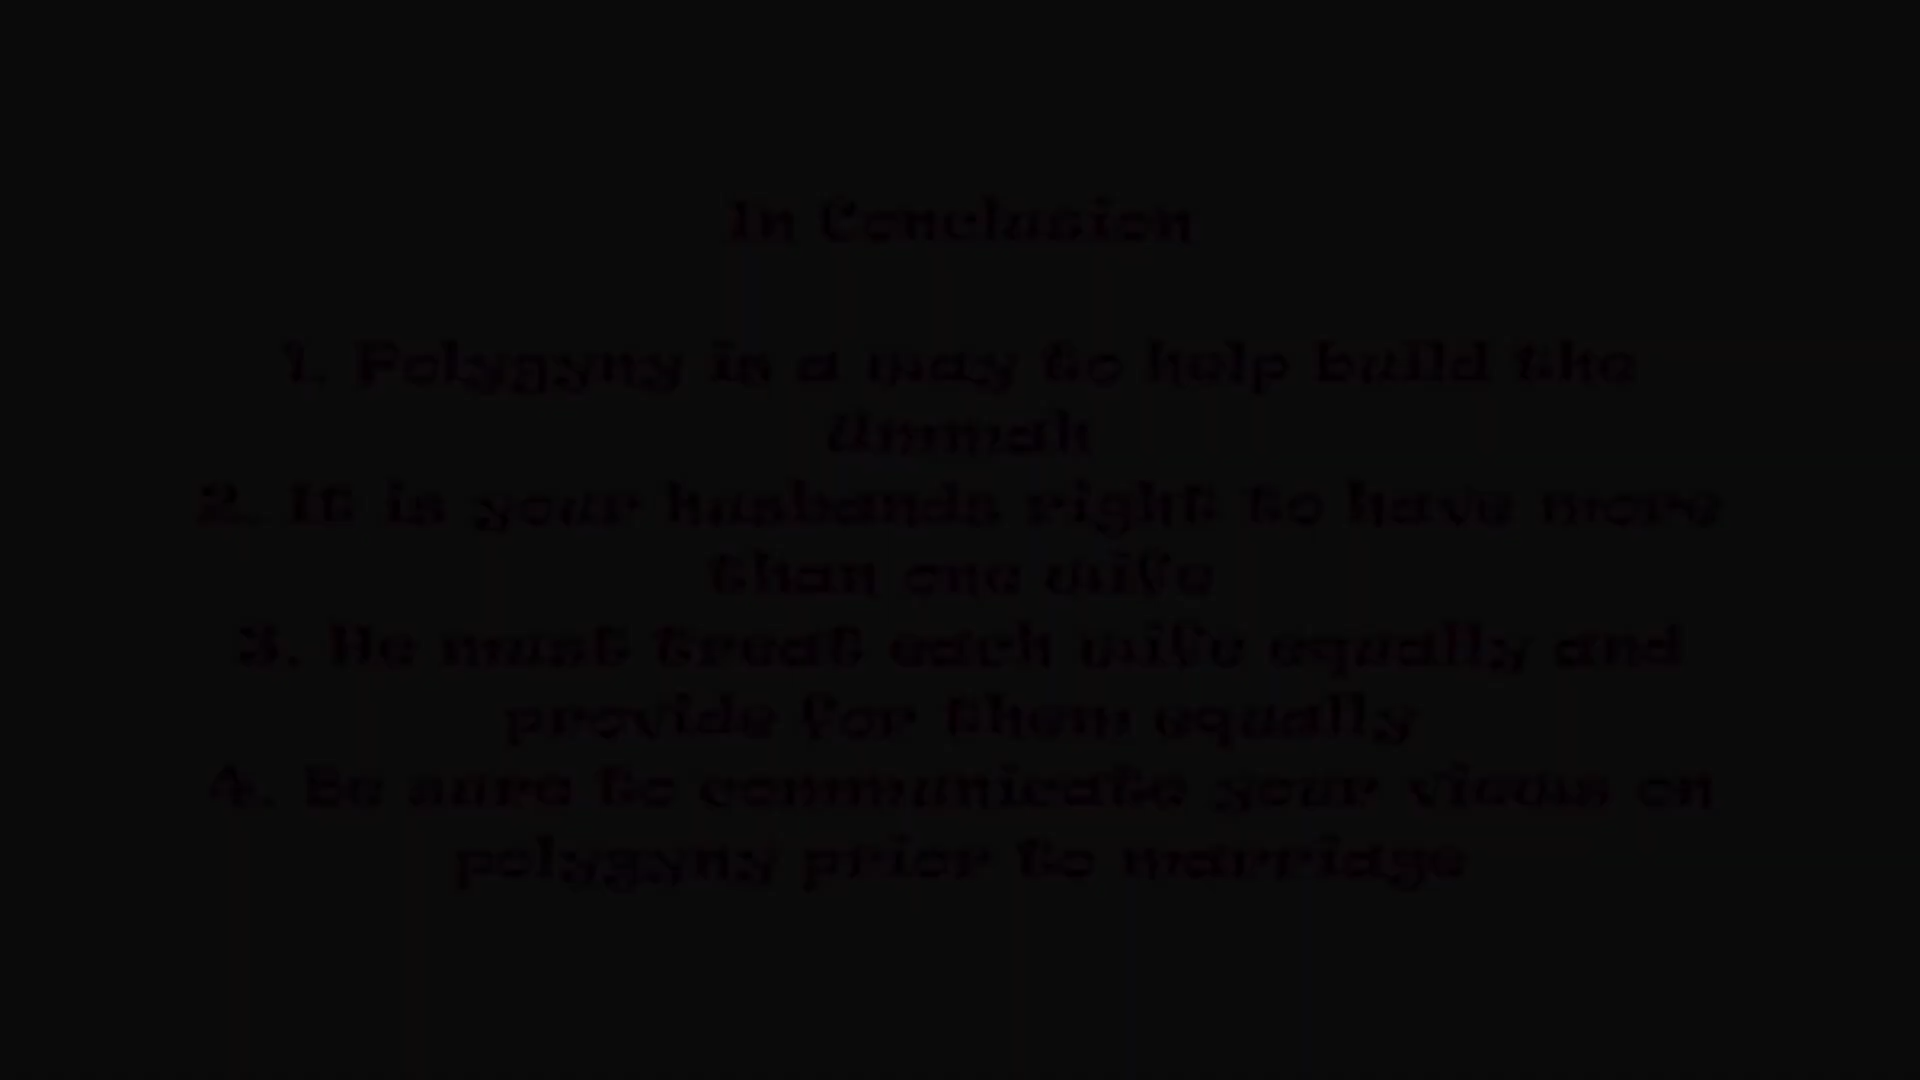 In Conclusion
1. Polygyny is a way to help build the
Ummah
2. It is your husbands right to have more
than one wife
3. He must treat each wife equally and
provide for them equally
4. Be sure to communicate your views on
polygyny prior to marriage